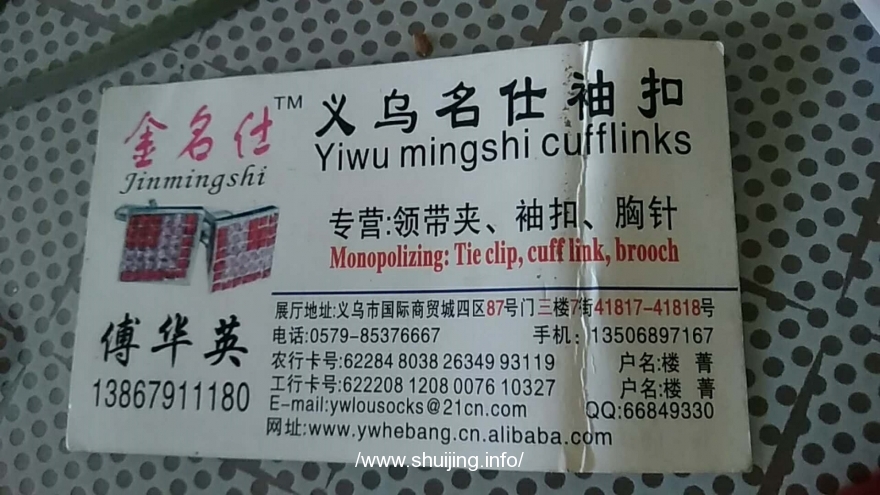 金名仕 TM
Jinmingshi
义乌名仕袖扣
Yiwu mingshi cufflinks
专营:领带夹、袖扣、胸针
Monopolizing: Tie clip, cuff link, brooch
傅华英
13867911180
展厅地址:义乌市国际商贸城四区87号门三楼7街41817-41818号
电话:0579-85376667 手机：13506897167
农行卡号:62284 8038 26349 93119 户名:楼 菁
工行卡号:622208 1208 0076 10327 户名:楼 菁
E-mail:ywlousocks@21cn.com QQ:66849330
网址:www.ywhebang.cn.alibaba.com
/www.shuijing.info/